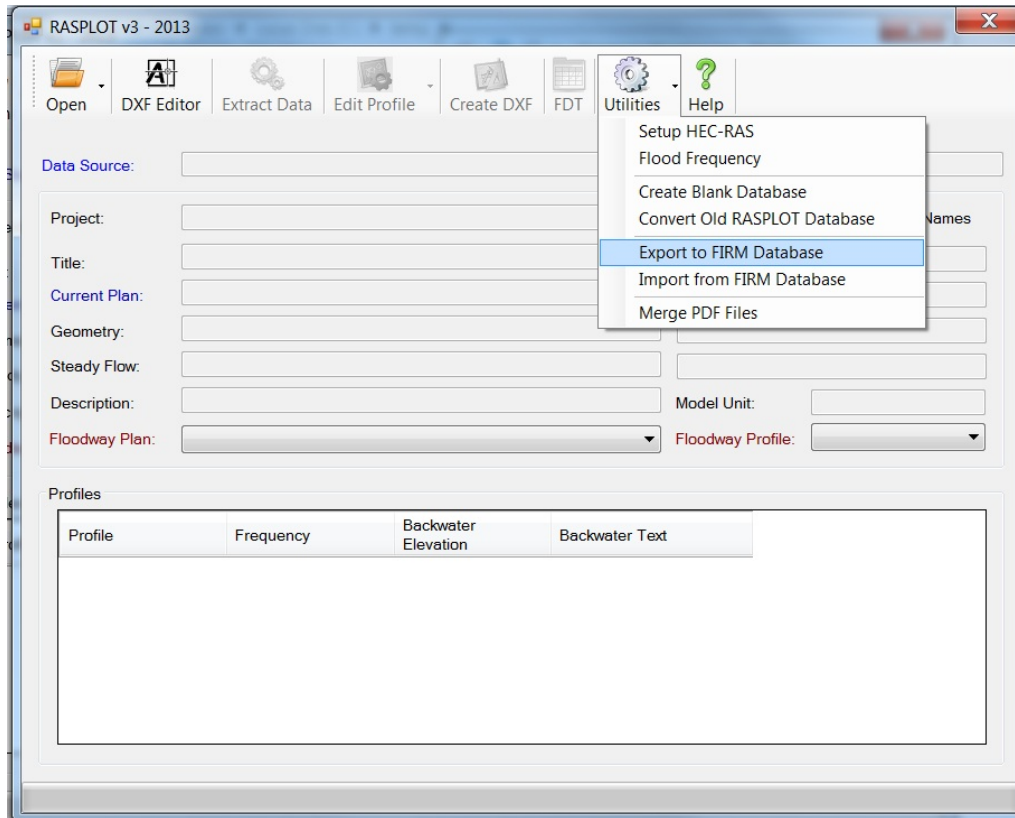 RASPLOT v3 - 2013
Open
DXF Editor
Extract Data
Edit Profile
Create DXF
FDT
Utilities
Help
Setup HEC-RAS
Flood Frequency
Create Blank Database
Convert Old RASPLOT Database
Export to FIRM Database
Import from FIRM Database
Merge PDF Files
Data Source:
Project:
Names
Title:
Current Plan:
Geometry:
Steady Flow:
Description:
Model Unit:
Floodway Plan:
Floodway Profile:
Profiles
Profile
Frequency
Backwater
Elevation
Backwater Text